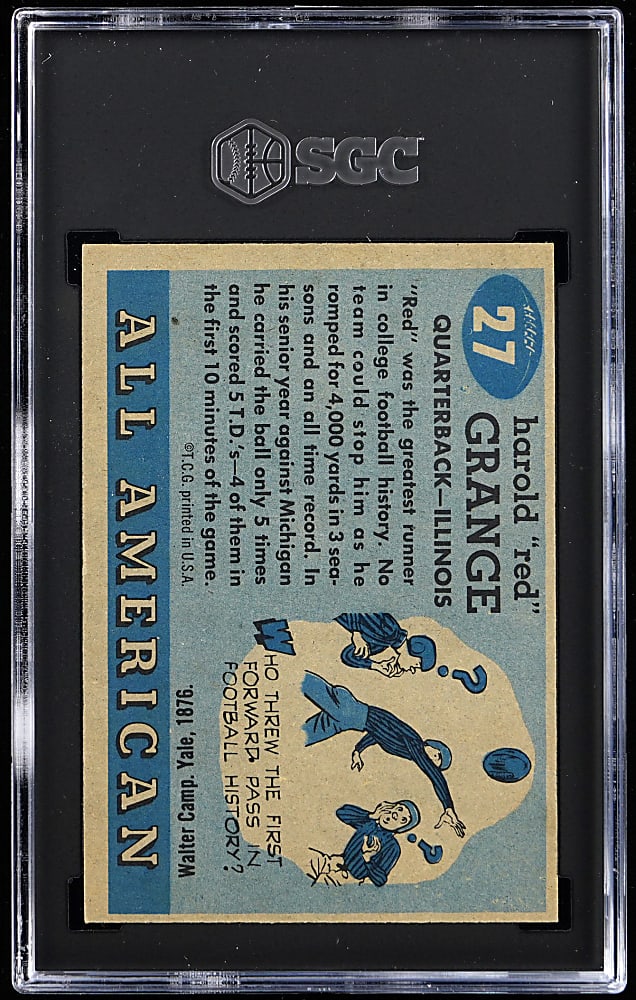 SGC
27
harold "red"
GRANGE
QUARTERBACK—ILLINOIS
"Red" was the greatest runner
in college football history. No
team could stop him as he
romped for 4,000 yards in 3 sea-
sons and an all time record. In
his senior year against Michigan
he carried the ball only 5 times
and scored 5 T.D.'s—4 of them in
the first 10 minutes of the game.
©T.C.G. printed in U.S.A.
? ?
WHO THREW THE FIRST
FORWARD PASS IN
FOOTBALL HISTORY?
Walter Camp. Yale, 1876.
ALL AMERICAN